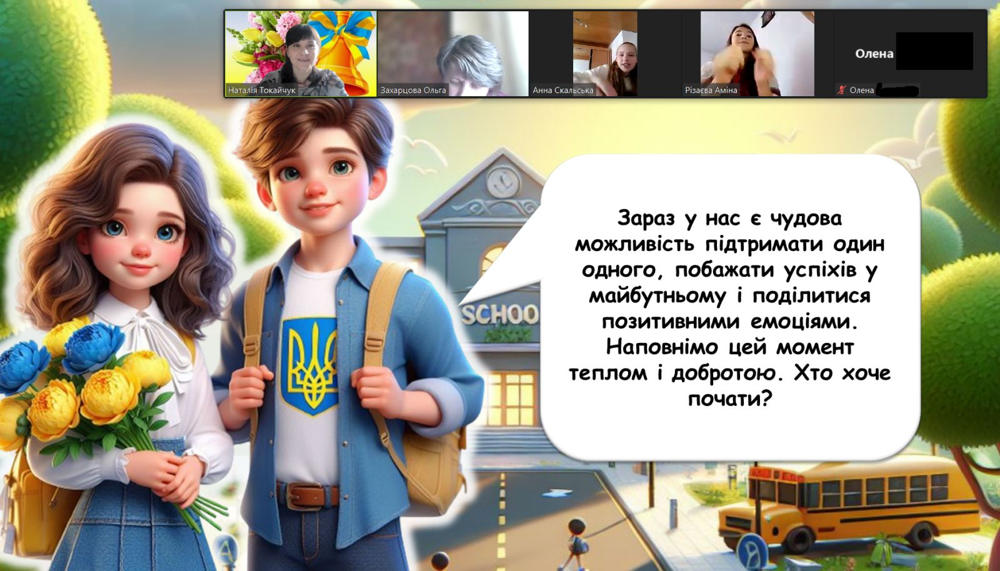 Олена
Наталія Токайчук
Захарцова Ольга
Анна Скальська
Різаєва Аміна
Олена
Зараз у нас є чудова
можливість підтримати один
одного, побажати успіхів у
майбутньому і поділитися
позитивними емоціями.
Наповнімо цей момент
теплом і добротою. Хто хоче
почати?
SCHOO